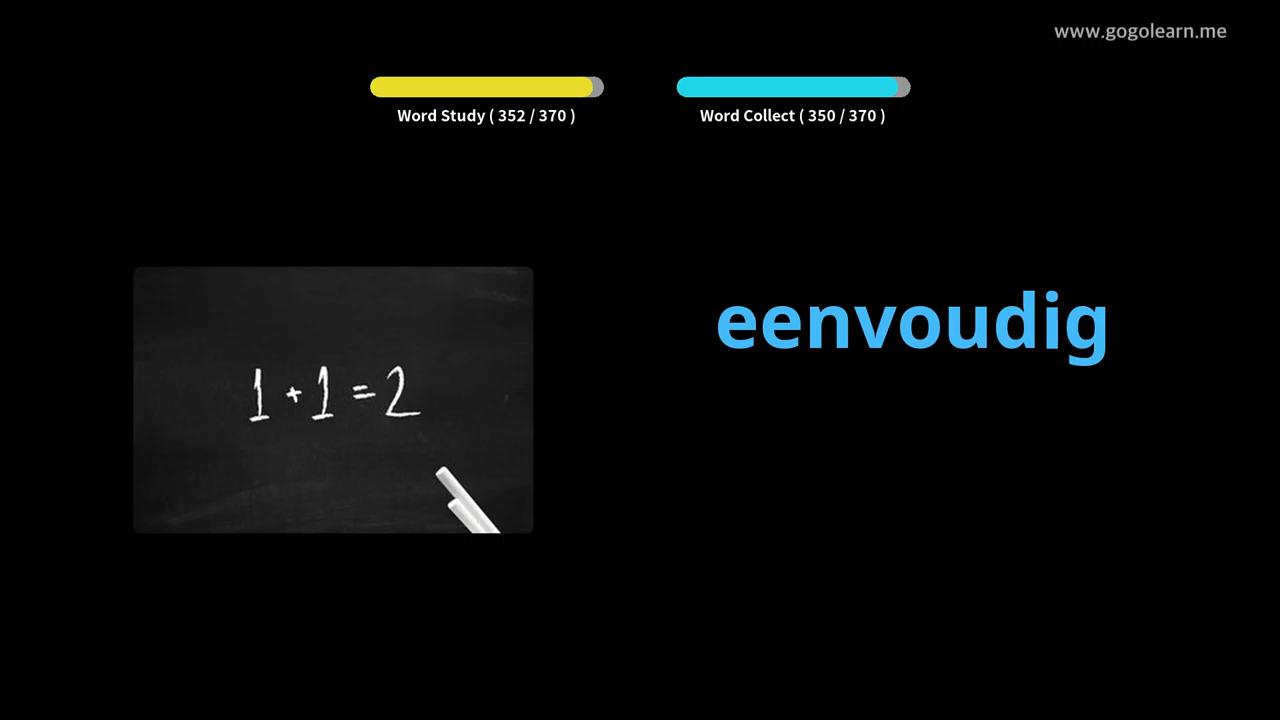 www.gogolearn.me
Word Study ( 352 / 370 )
Word Collect ( 350 / 370 )
eenvoudig
1 + 1 = 2